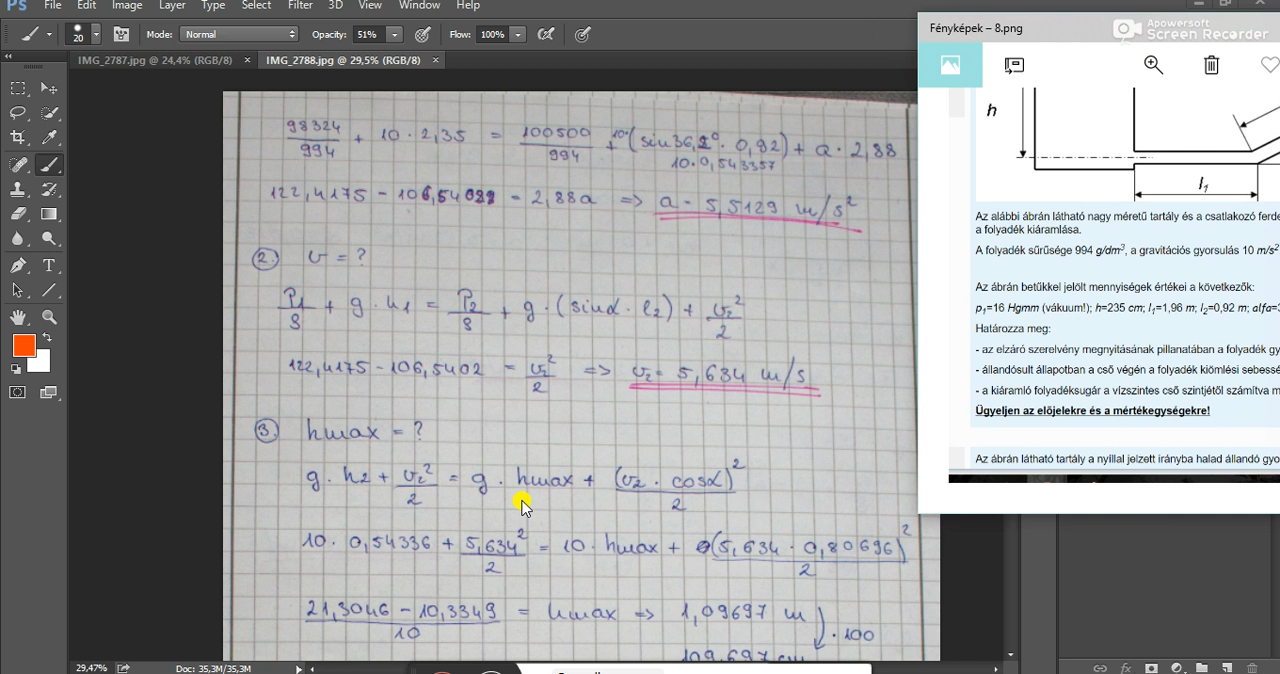 File Edit Image Layer Type Select Filter 3D View Window Help
20 Mode: Normal Opacity: 51% Flow: 100%
IMG_2787.jpg @ 24,4% (RGB/8) × IMG_2788.jpg @ 29,5% (RGB/8) ×
98324/994 + 10 · 2,35 = 100500/994 + 10·(sin36,2° · 0,92) + a · 2,88
10·0,543357
122,4175 - 106,54022 = 2,88a => a = 5,5129 m/s²
2. v = ?
P1/ρ + g · h1 = P2/ρ + g · (sinα · l2) + v2²/2
122,4175 - 106,5402 = v2²/2 => v2 = 5,634 m/s
3. hmax = ?
g · h2 + v2²/2 = g · hmax + (v2 · cosα)²/2
10 · 0,54336 + 5,634²/2 = 10 · hmax + (5,634 · 0,80696)²/2
21,3046 - 10,3349/10 = hmax => 1,09697 m
· 100
109,697 cm
29,47% Doc: 35,3M/35,3M
Fényképek – 8.png
Apowersoft
Screen Recorder
h
l1
Az alábbi ábrán látható nagy méretű tartály és a csatlakozó ferde
a folyadék kiáramlása.
A folyadék sűrűsége 994 g/dm³, a gravitációs gyorsulás 10 m/s²
Az ábrán betűkkel jelölt mennyiségek értékei a következők:
p1=16 Hgmm (vákuum!); h=235 cm; l1=1,96 m; l2=0,92 m; alfa=3
Határozza meg:
- az elzáró szerelvény megnyitásának pillanatában a folyadék gy
- állandósult állapotban a cső végén a folyadék kiömlési sebessé
- a kiáramló folyadéksugár a vízszintes cső szintjétől számítva m
Ügyeljen az előjelekre és a mértékegységekre!
Az ábrán látható tartály a nyíllal jelzett irányba halad állandó gyo